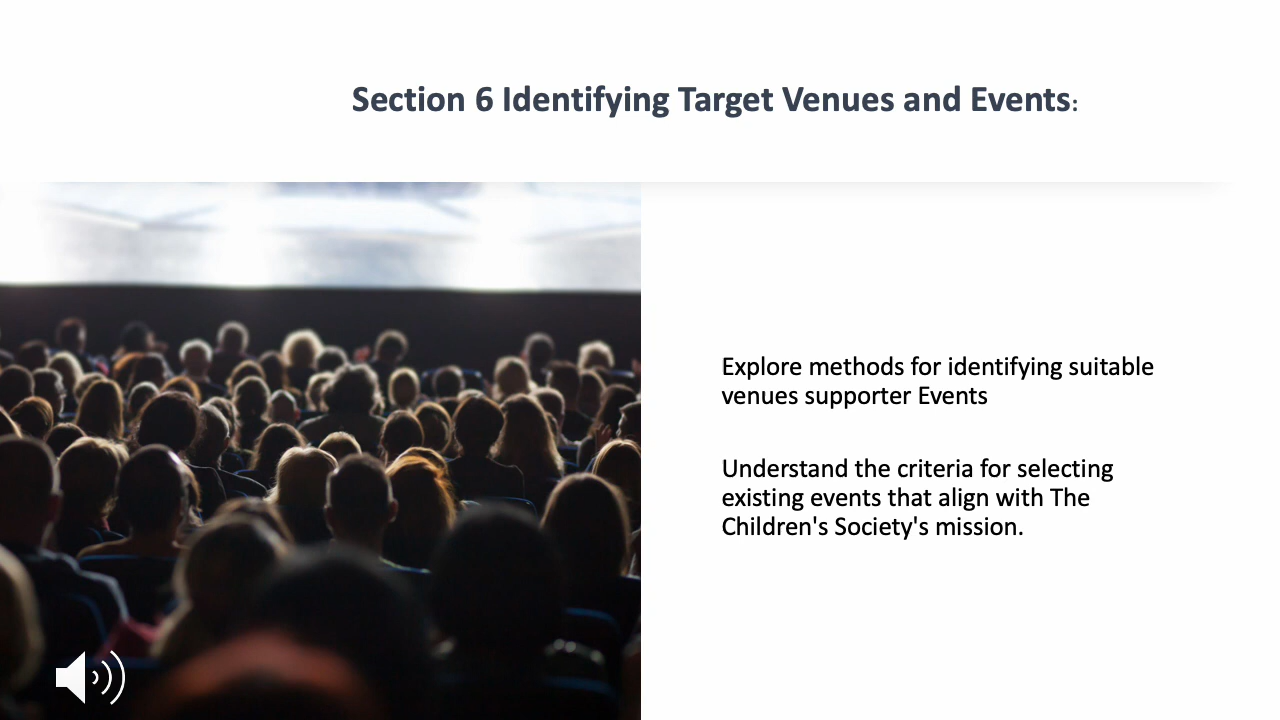 Section 6 Identifying Target Venues and Events:
Explore methods for identifying suitable
venues supporter Events
Understand the criteria for selecting
existing events that align with The
Children's Society's mission.